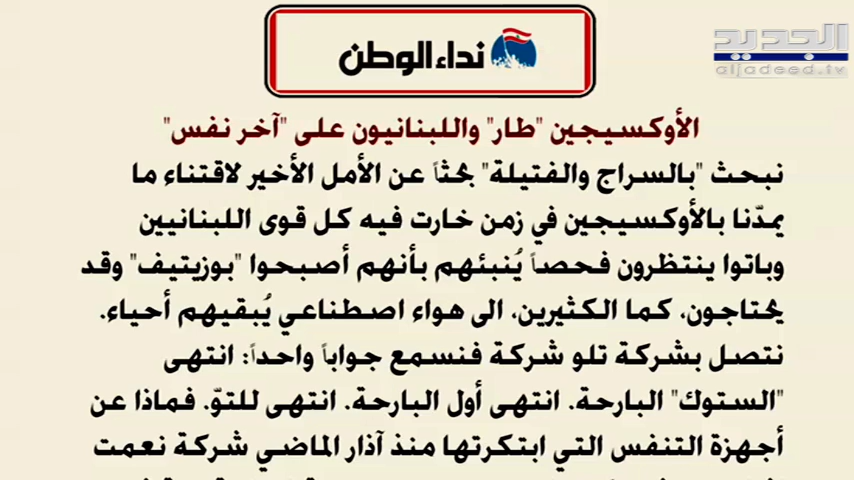 نداء الوطن
الجديد
aljadeed.tv
الأوكسيجين "طار" واللبنانيون على "آخر نفس"
نبحث "بالسراج والفتيلة" بحثاً عن الأمل الأخير لاقتناء ما
يمدّنا بالأوكسيجين في زمن خارت فيه كل قوى اللبنانيين
وباتوا ينتظرون فحصاً يُنبئهم بأنهم أصبحوا "بوزيتيف" وقد
يحتاجون، كما الكثيرين، الى هواء اصطناعي يُبقيهم أحياء.
نتصل بشركة تلو شركة فنسمع جواباً واحداً: انتهى
"الستوك" البارحة. انتهى أول البارحة. انتهى للتوّ. فماذا عن
أجهزة التنفس التي ابتكرتها منذ آذار الماضي شركة نعمت